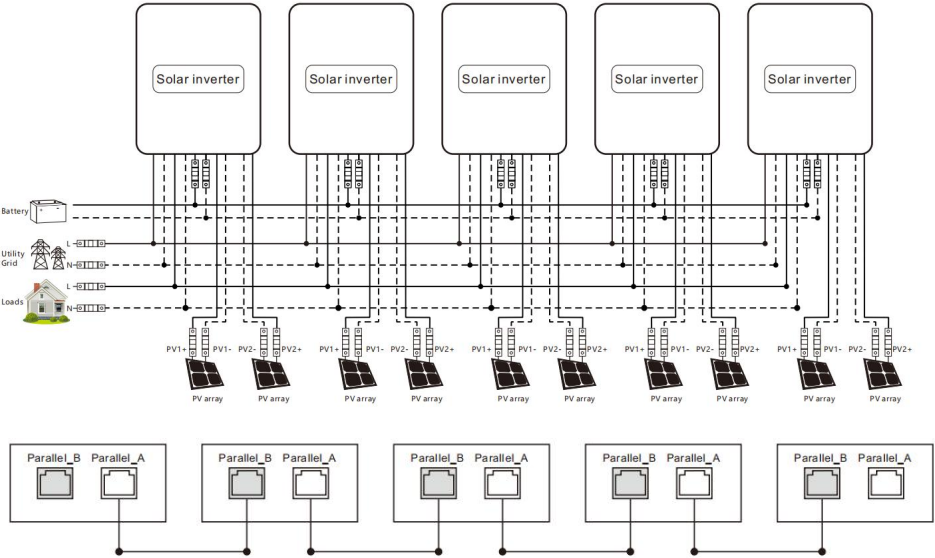 Solar inverter Solar inverter Solar inverter Solar inverter Solar inverter
Battery
L
Utility
Grid
N
L
Loads
N
PV1+ PV1- PV2- PV2+ PV1+ PV1- PV2- PV2+ PV1+ PV1- PV2- PV2+ PV1+ PV1- PV2- PV2+ PV1+ PV1- PV2- PV2+
PV array PV array PV array PV array PV array PV array PV array PV array PV array PV array
Parallel_B Parallel_A Parallel_B Parallel_A Parallel_B Parallel_A Parallel_B Parallel_A Parallel_B Parallel_A